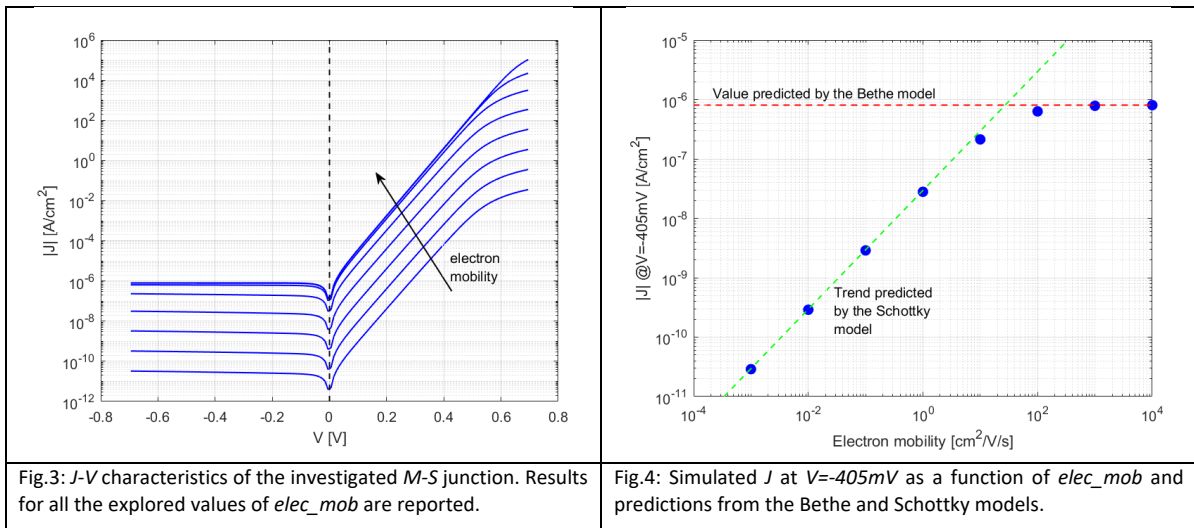 10^6
10^4
10^2
10^0
10^-2
10^-4
10^-6
10^-8
10^-10
10^-12
|J| [A/cm^2]
electron
mobility
-0.8 -0.6 -0.4 -0.2 0 0.2 0.4 0.6 0.8
V [V]
Fig.3: J-V characteristics of the investigated M-S junction. Results
for all the explored values of elec_mob are reported.
10^-5
10^-6
10^-7
10^-8
10^-9
10^-10
10^-11
|J| @V=-405mV [A/cm^2]
Value predicted by the Bethe model
Trend predicted
by the Schottky
model
10^-4 10^-2 10^0 10^2 10^4
Electron mobility [cm^2/V/s]
Fig.4: Simulated J at V=-405mV as a function of elec_mob and
predictions from the Bethe and Schottky models.